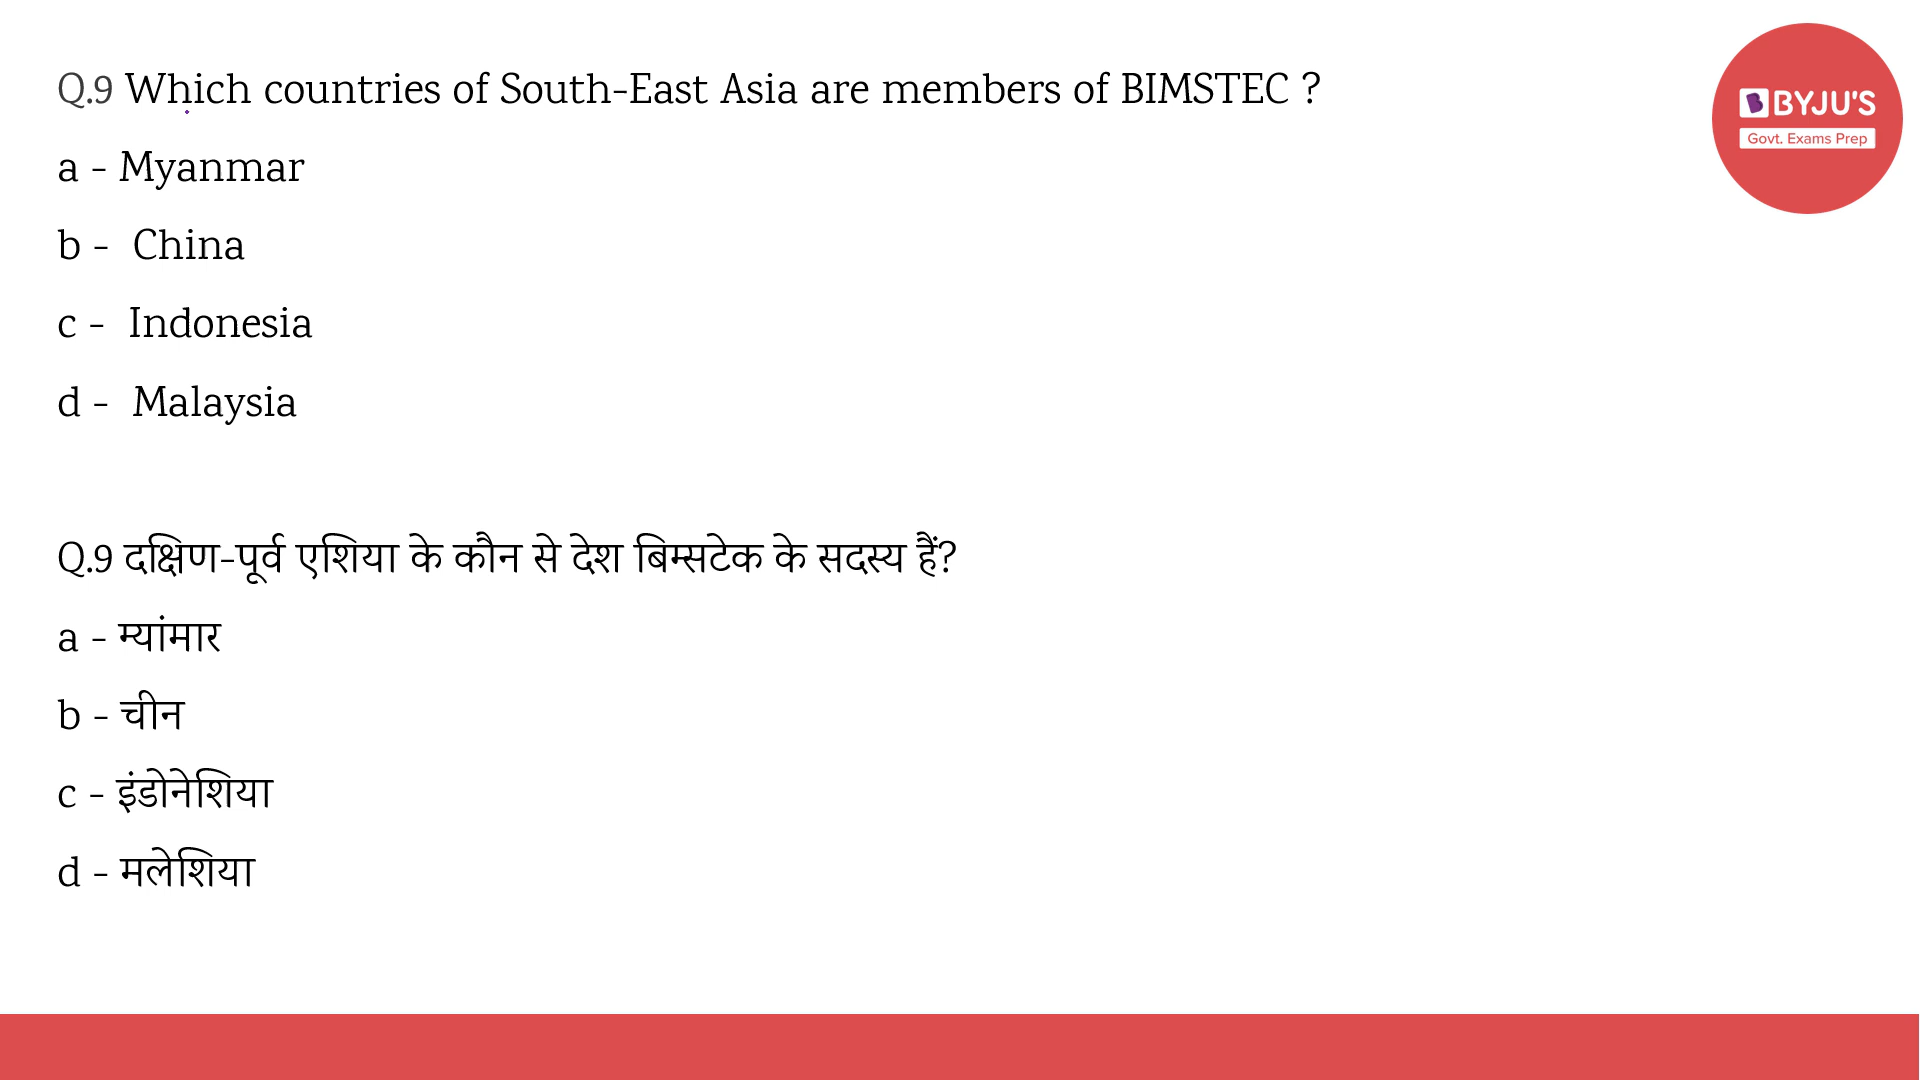 Q.9 Which countries of South-East Asia are members of BIMSTEC ?
a - Myanmar
b -  China
c -  Indonesia
d -  Malaysia
Q.9 दक्षिण-पूर्व एशिया के कौन से देश बिम्सटेक के सदस्य हैं?
a - म्यांमार
b - चीन
c - इंडोनेशिया
d - मलेशिया
BYJU'S
Govt. Exams Prep